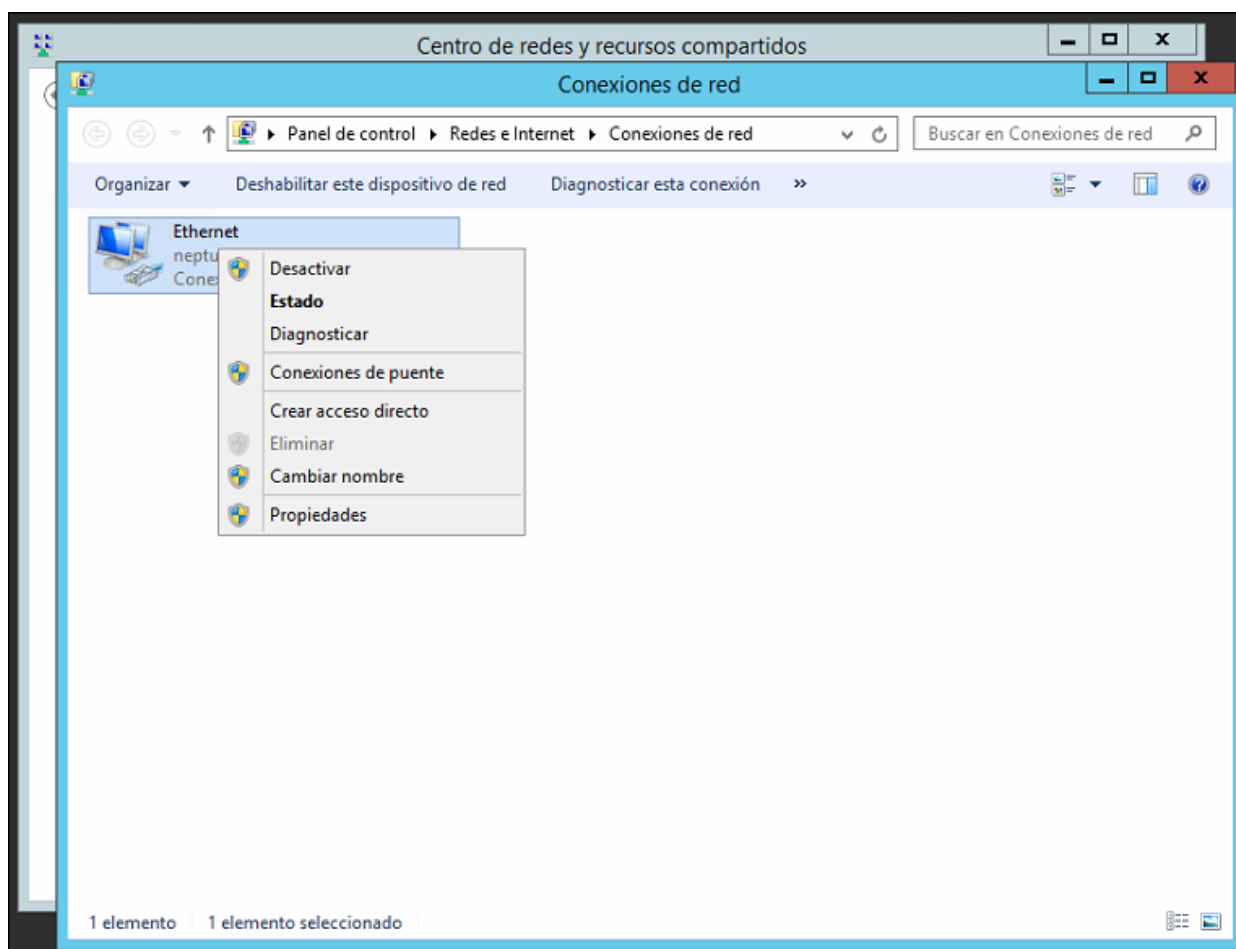 Centro de redes y recursos compartidos
Conexiones de red
Panel de control Redes e Internet Conexiones de red
Buscar en Conexiones de red
Organizar Deshabilitar este dispositivo de red Diagnosticar esta conexión »
Ethernet
neptu
Cone
Desactivar
Estado
Diagnosticar
Conexiones de puente
Crear acceso directo
Eliminar
Cambiar nombre
Propiedades
1 elemento 1 elemento seleccionado